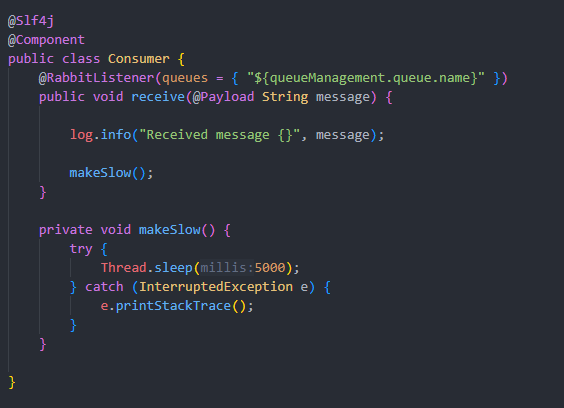 @Slf4j
@Component
public class Consumer {
@RabbitListener(queues = { "${queueManagement.queue.name}" })
public void receive(@Payload String message) {
log.info("Received message {}", message);
makeSlow();
}
private void makeSlow() {
try {
Thread.sleep(millis:5000);
} catch (InterruptedException e) {
e.printStackTrace();
}
}
}